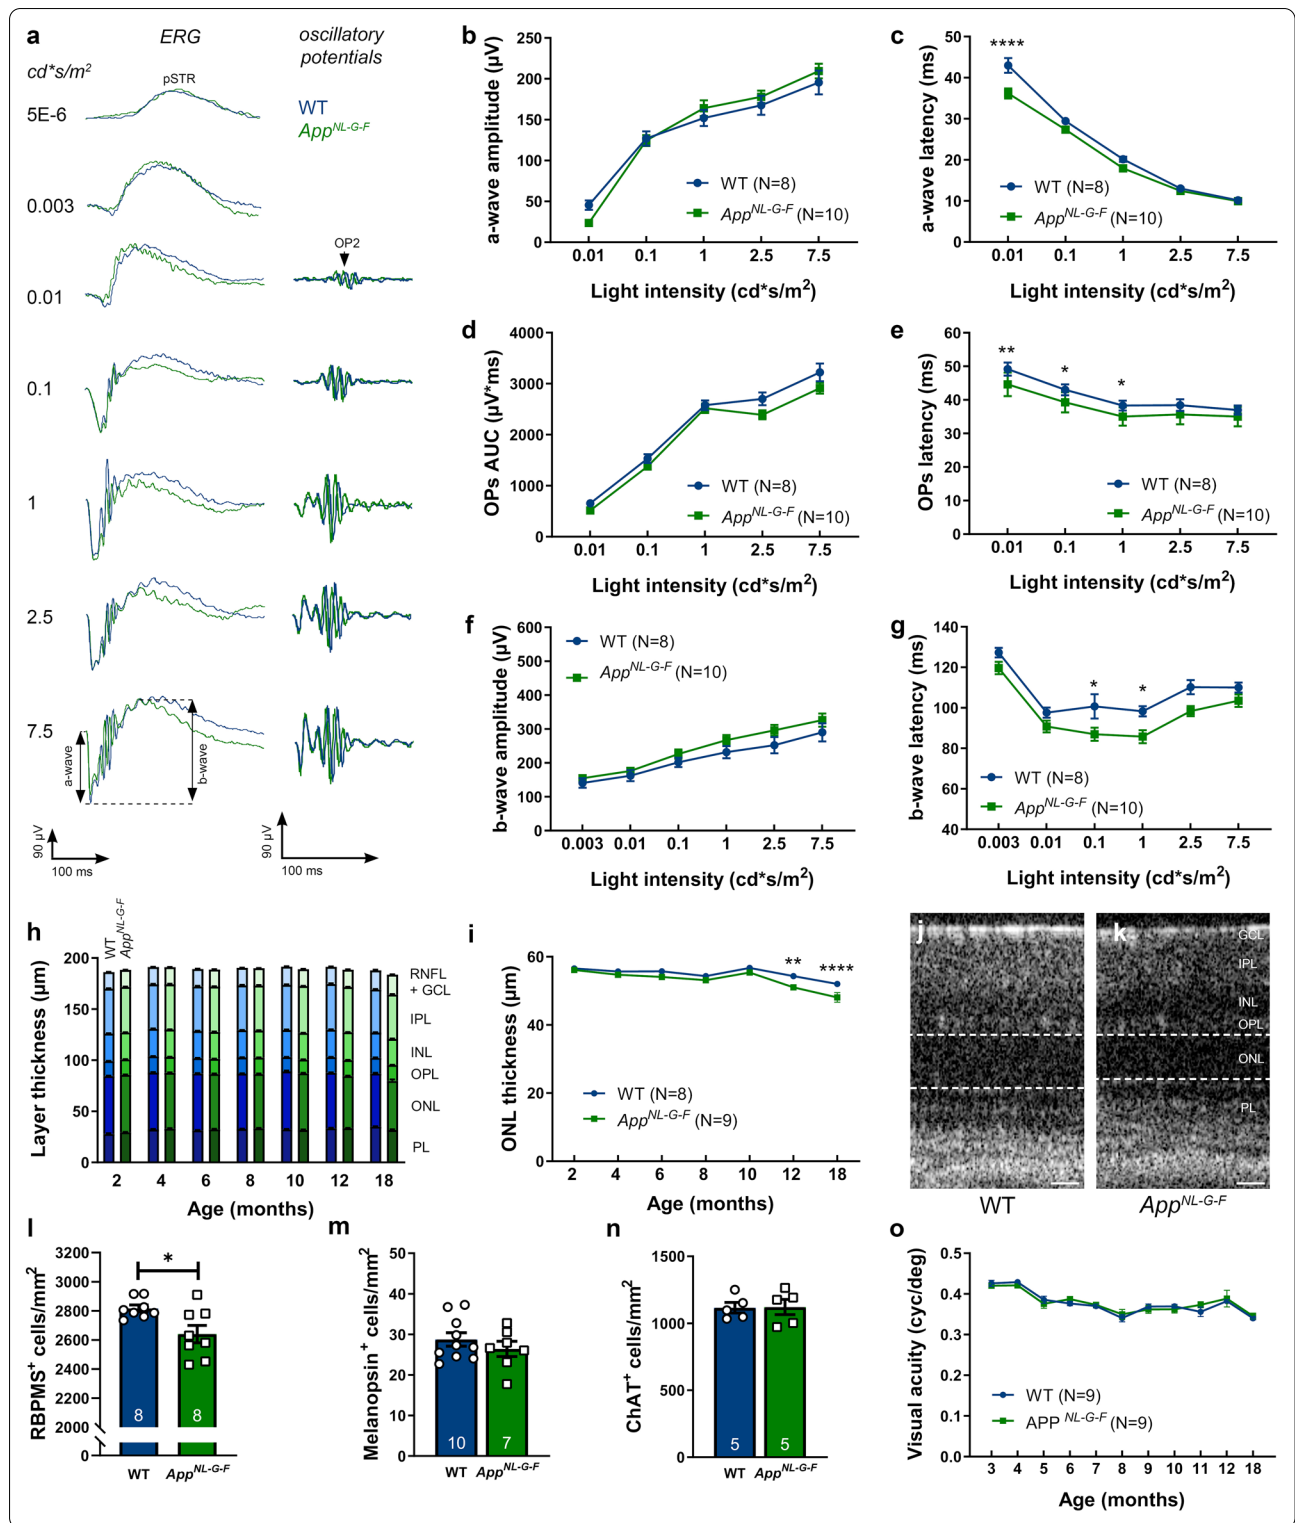 a
ERG
oscillatory
potentials
cd*s/m²
pSTR
5E-6
WT
App^NL-G-F
0.003
0.01
OP2
0.1
1
2.5
7.5
a-wave
b-wave
90 µV
100 ms
90 µV
100 ms
b
a-wave amplitude (µV)
250
200
150
100
50
0
WT (N=8)
App^NL-G-F (N=10)
0.01 0.1 1 2.5 7.5
Light intensity (cd*s/m²)
c
a-wave latency (ms)
50
40
30
20
10
0
****
WT (N=8)
App^NL-G-F (N=10)
0.01 0.1 1 2.5 7.5
Light intensity (cd*s/m²)
d
OPs AUC (µV*ms)
4000
3000
2000
1000
0
WT (N=8)
App^NL-G-F (N=10)
0.01 0.1 1 2.5 7.5
Light intensity (cd*s/m²)
e
OPs latency (ms)
60
50
40
30
20
10
0
** * *
WT (N=8)
App^NL-G-F (N=10)
0.01 0.1 1 2.5 7.5
Light intensity (cd*s/m²)
f
b-wave amplitude (µV)
600
500
400
300
200
100
0
WT (N=8)
App^NL-G-F (N=10)
0.003 0.01 0.1 1 2.5 7.5
Light intensity (cd*s/m²)
g
b-wave latency (ms)
140
120
100
80
60
40
* *
WT (N=8)
App^NL-G-F (N=10)
0.003 0.01 0.1 1 2.5 7.5
Light intensity (cd*s/m²)
h
WT
App^NL-G-F
Layer thickness (µm)
200
150
100
50
0
RNFL
+ GCL
IPL
INL
OPL
ONL
PL
2 4 6 8 10 12 18
Age (months)
i
ONL thickness (µm)
60
40
20
0
** ****
WT (N=8)
App^NL-G-F (N=9)
2 4 6 8 10 12 18
Age (months)
j
WT
k
GCL
IPL
INL
OPL
ONL
PL
App^NL-G-F
l
RBPMS⁺ cells/mm²
3200
3000
2800
2600
2400
2200
2000
0
*
8 8
WT App^NL-G-F
m
Melanopsin⁺ cells/mm²
50
40
30
20
10
0
10 7
WT App^NL-G-F
n
ChAT⁺ cells/mm²
1500
1000
500
0
5 5
WT App^NL-G-F
o
Visual acuity (cyc/deg)
0.5
0.4
0.3
0.2
0.1
0.0
WT (N=9)
APP ^NL-G-F (N=9)
3 4 5 6 7 8 9 10 11 12 18
Age (months)